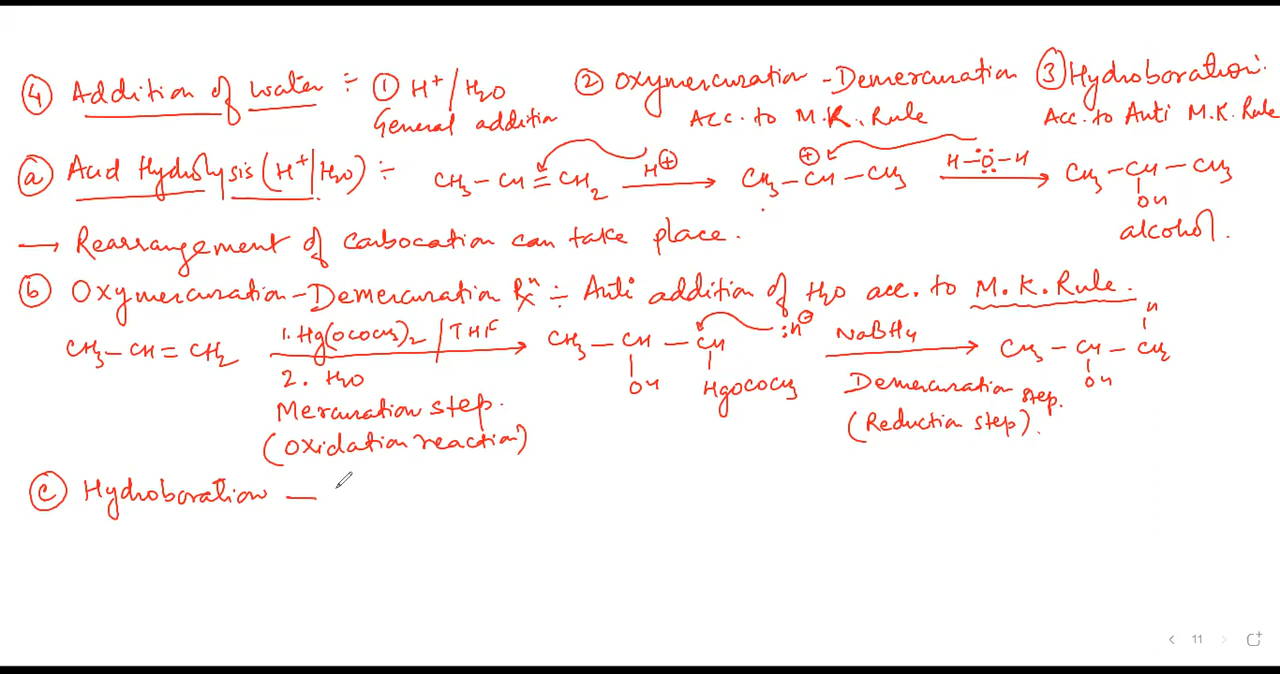 ④ Addition of water ÷ ① H⁺/H₂O ② Oxymercuration - Demercuration ③ Hydroboration:
General addition Acc. to M.K. Rule Acc. to Anti M.K. Rule
ⓐ Acid Hydrolysis (H⁺/H₂O) ÷ CH₃ - CH = CH₂ H⊕ → CH₃ - CH - CH₃ ⊕ H-Ö-H → CH₃ - CH - CH₃
OH
alcohol.
→ Rearrangement of Carbocation can take place.
ⓑ Oxymercuration - Demercuration Rxⁿ ÷ Anti addition of H₂O acc. to M.K. Rule.
CH₃ - CH = CH₂ 1. Hg(OCOCH₃)₂ / THF → CH₃ - CH - CH :H⊖ NaBH₄ → CH₃ - CH - CH₂ H
2. H₂O OH HgOCOCH₃ Demercuration step. OH
Mercuration step. (Reduction step).
(Oxidation reaction)
ⓒ Hydroboration —
< 11 >